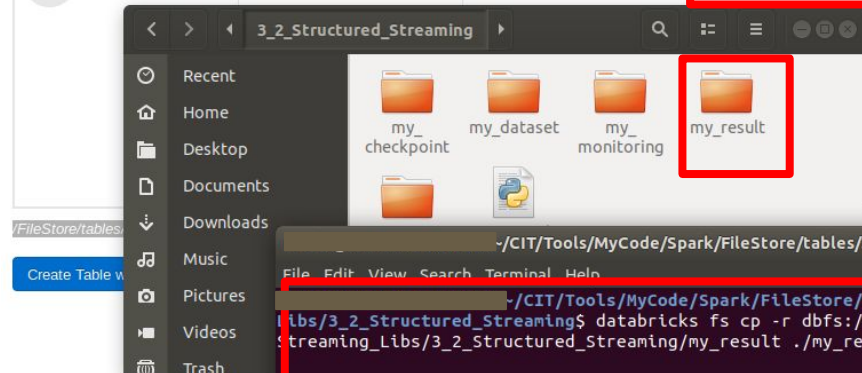 3_2_Structured_Streaming
Recent
Home
Desktop
Documents
Downloads
Music
Pictures
Videos
Trash
my_
checkpoint
my_dataset
my_
monitoring
my_result
/FileStore/tables/
Create Table w
~/CIT/Tools/MyCode/Spark/FileStore/tables/
File Edit View Search Terminal Help
~/CIT/Tools/MyCode/Spark/FileStore/
Libs/3_2_Structured_Streaming$ databricks fs cp -r dbfs:/
Streaming_Libs/3_2_Structured_Streaming/my_result ./my_re